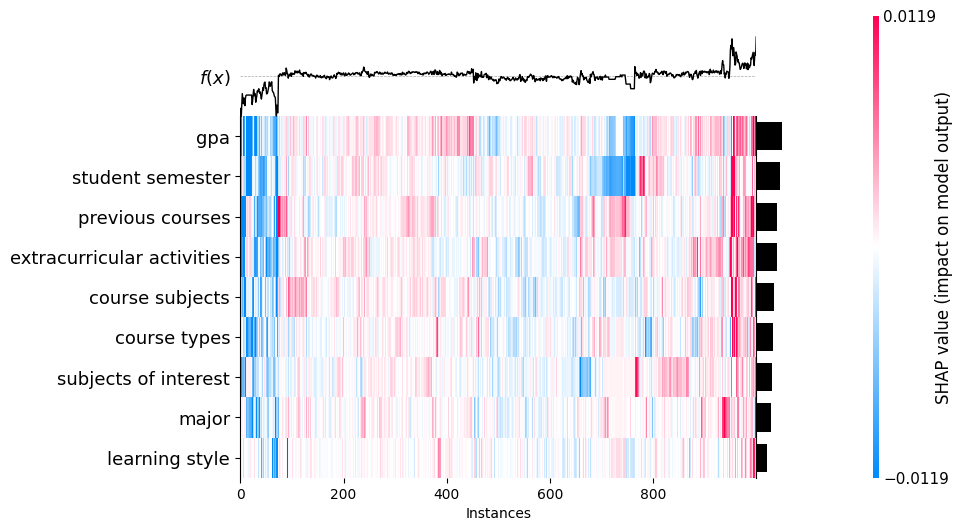 0.0119
f(x)
gpa
student semester
previous courses
extracurricular activities
course subjects
course types
subjects of interest
major
learning style
SHAP value (impact on model output)
−0.0119
0 200 400 600 800
Instances